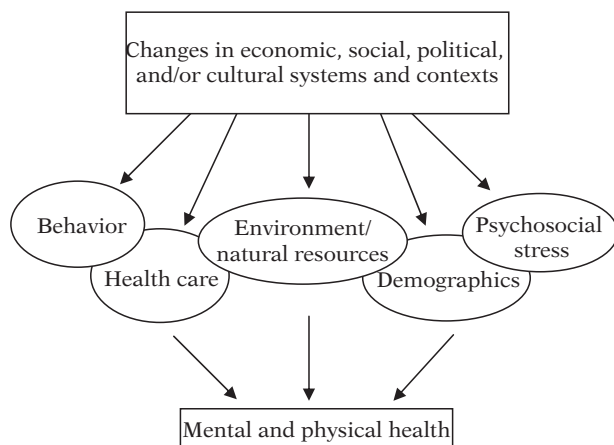 Changes in economic, social, political,
and/or cultural systems and contexts
Behavior
Health care
Environment/
natural resources
Demographics
Psychosocial
stress
Mental and physical health